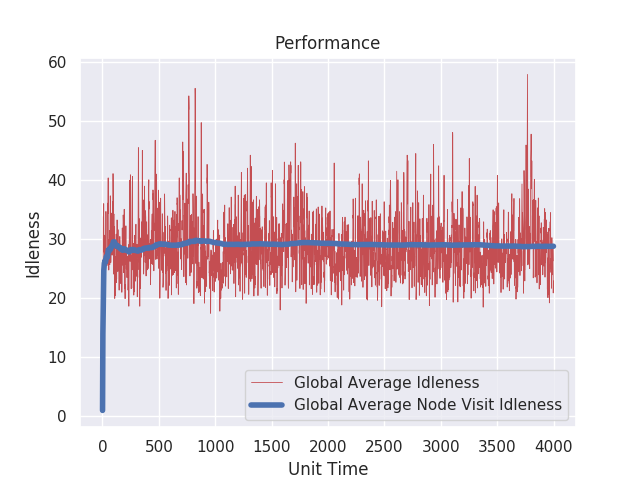 Performance
60
50
40
30
20
10
0
Idleness
Global Average Idleness
Global Average Node Visit Idleness
0 500 1000 1500 2000 2500 3000 3500 4000
Unit Time